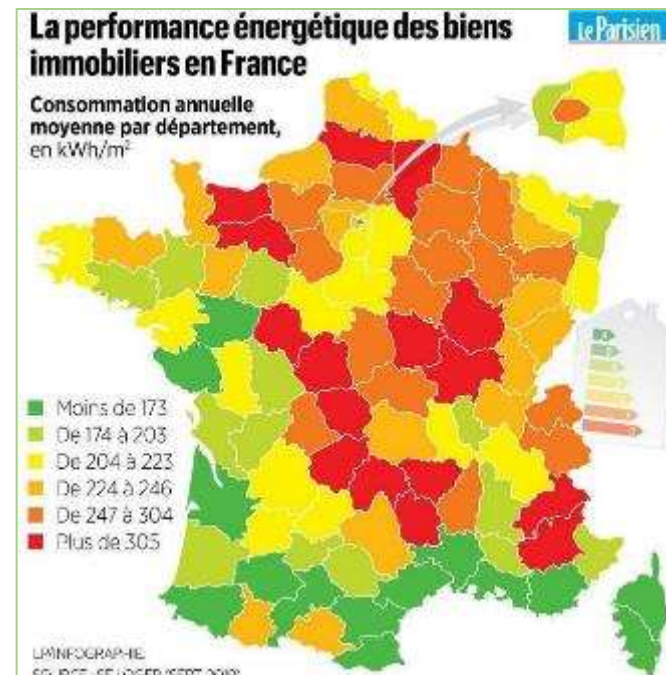 La performance énergétique des biens
immobiliers en France
Le Parisien
Consommation annuelle
moyenne par département,
en kWh/m²
Moins de 173
De 174 à 203
De 204 à 223
De 224 à 246
De 247 à 304
Plus de 305
LP/INFOGRAPHIE.